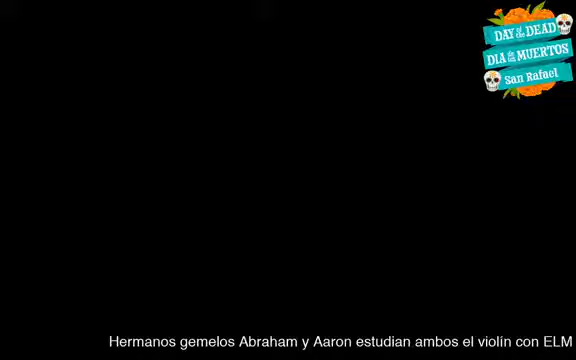 DAY of the DEAD
DIA de los MUERTOS
San Rafael
Hermanos gemelos Abraham y Aaron estudian ambos el violín con ELM